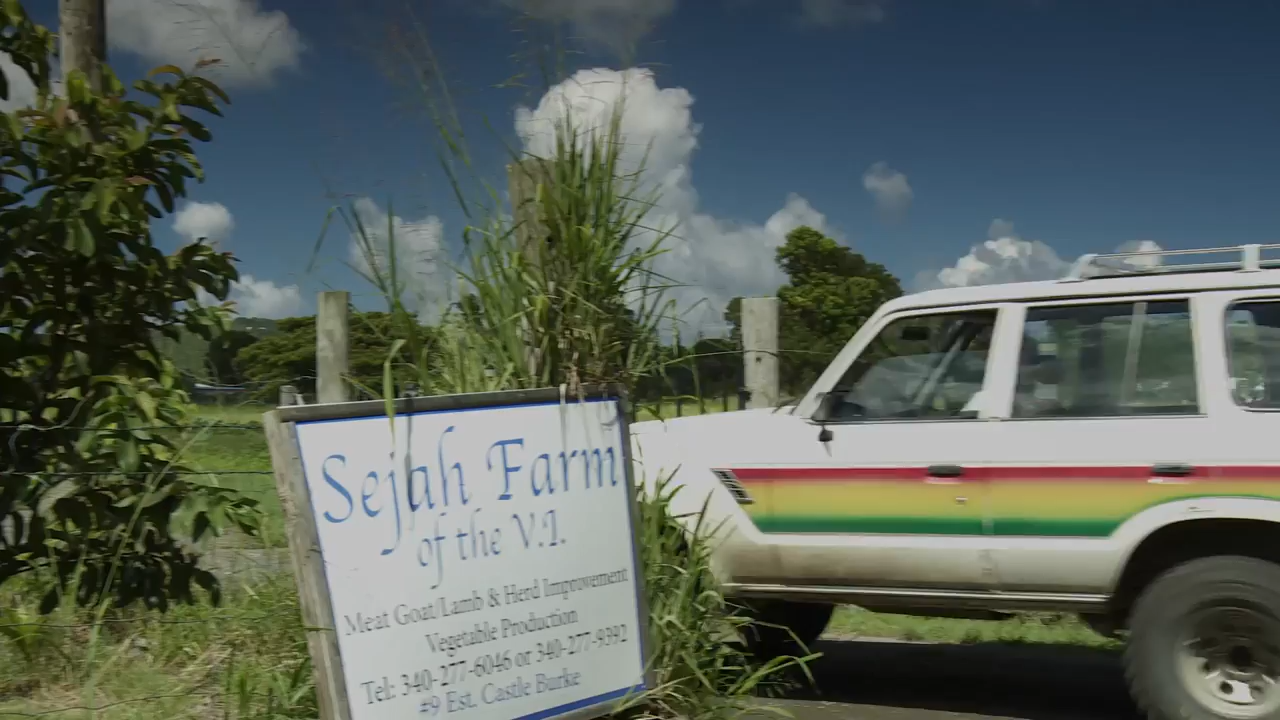 Sejah Farm
of the V.I.
Meat Goat/Lamb & Herd Improvement
Vegetable Production
Tel: 340-277-6046 or 340-277-9392
#9 Est. Castle Burke